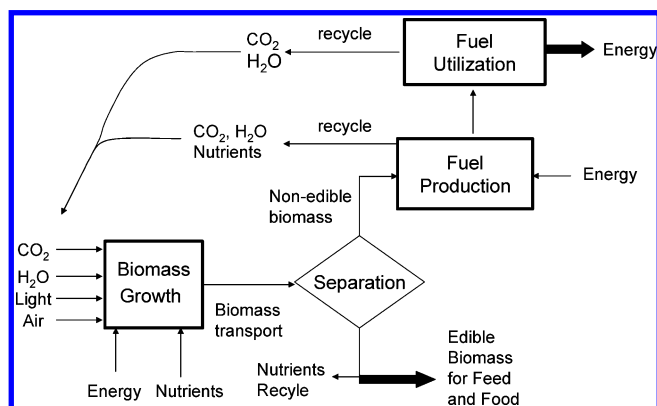 CO₂
H₂O
recycle
Fuel
Utilization
Energy
CO₂, H₂O
Nutrients
recycle
Fuel
Production
Energy
Non-edible
biomass
CO₂
H₂O
Light
Air
Biomass
Growth
Biomass
transport
Separation
Energy
Nutrients
Nutrients
Recyle
Edible
Biomass
for Feed
and Food